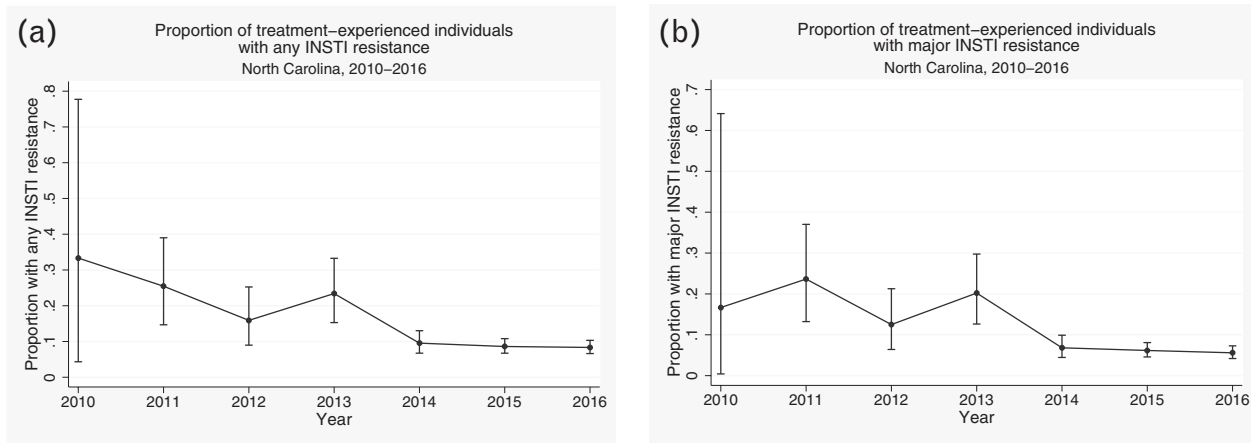 (a)
Proportion of treatment–experienced individuals
with any INSTI resistance
North Carolina, 2010–2016
Proportion with any INSTI resistance
.8
.7
.6
.5
.4
.3
.2
.1
0
2010 2011 2012 2013 2014 2015 2016
Year
(b)
Proportion of treatment–experienced individuals
with major INSTI resistance
North Carolina, 2010–2016
Proportion with major INSTI resistance
.7
.6
.5
.4
.3
.2
.1
0
2010 2011 2012 2013 2014 2015 2016
Year